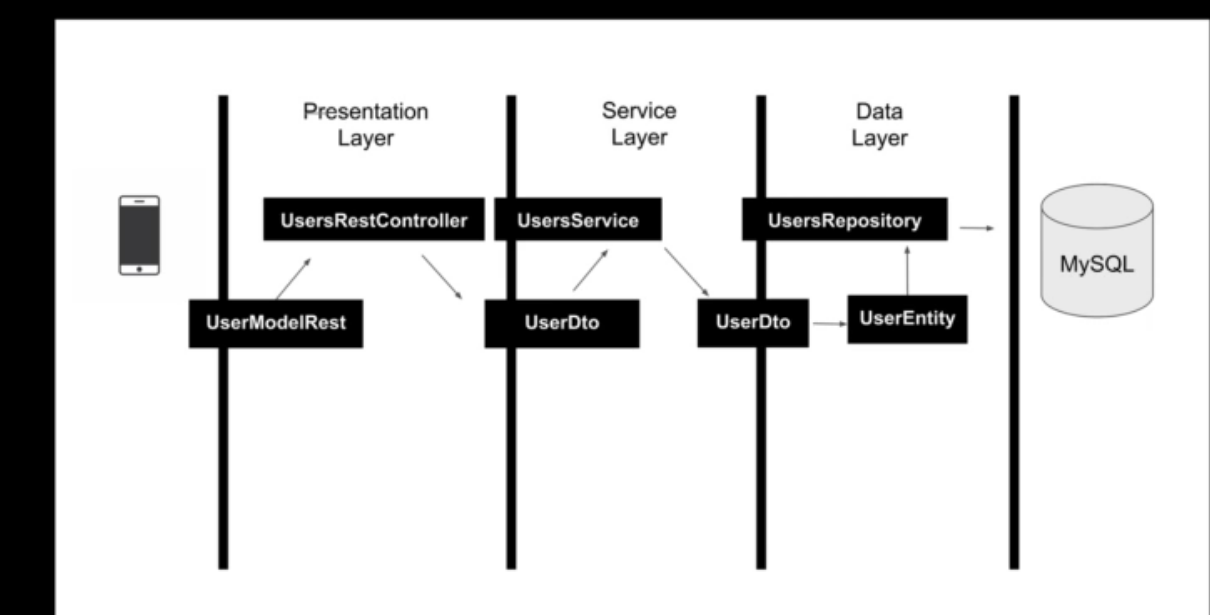 Presentation
Layer
Service
Layer
Data
Layer
UsersRestController
UsersService
UsersRepository
MySQL
UserModelRest
UserDto
UserDto
UserEntity